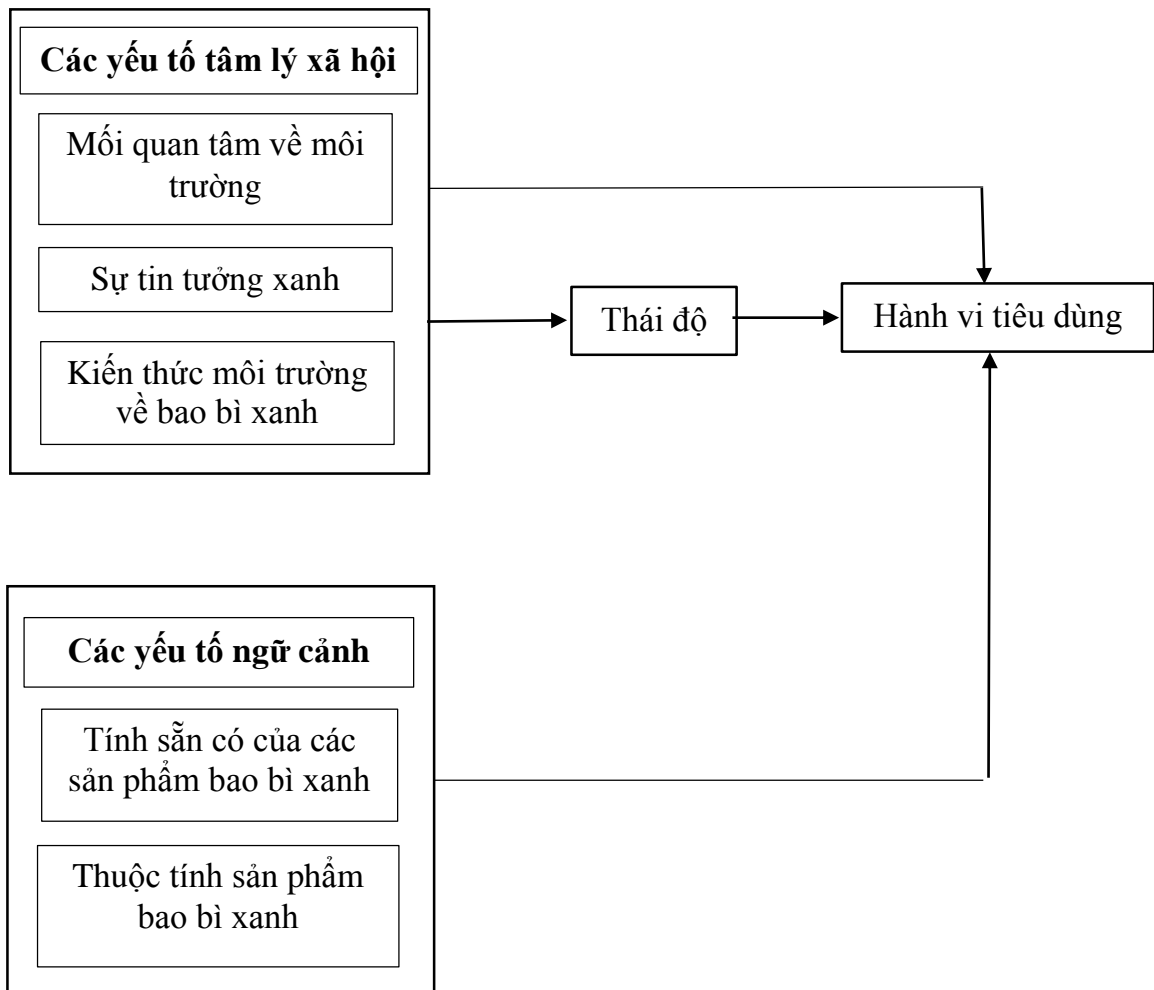 Các yếu tố tâm lý xã hội
Mối quan tâm về môi
trường
Sự tin tưởng xanh
Kiến thức môi trường
về bao bì xanh
Thái độ
Hành vi tiêu dùng
Các yếu tố ngữ cảnh
Tính sẵn có của các
sản phẩm bao bì xanh
Thuộc tính sản phẩm
bao bì xanh